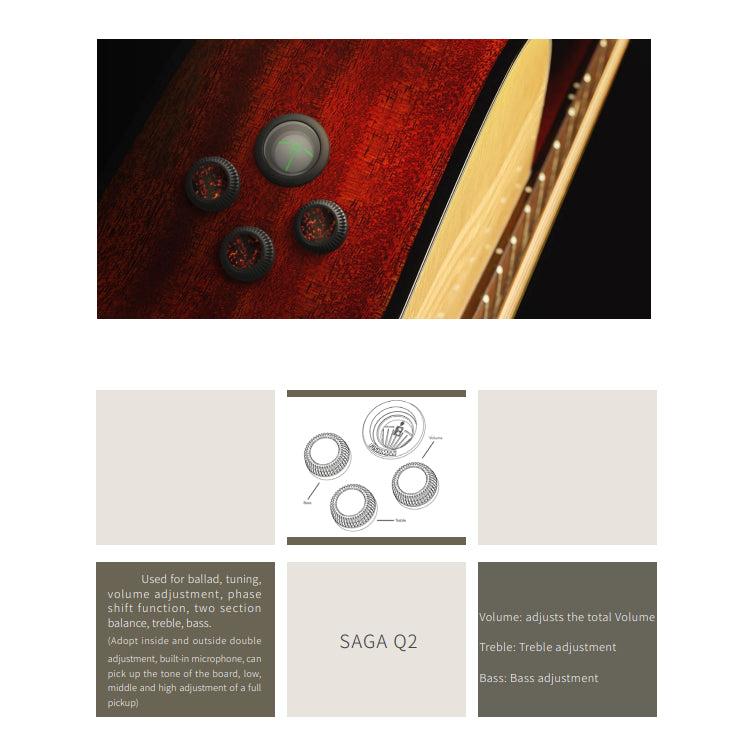 Volume
Bass
Treble
Used for ballad, tuning,
volume adjustment, phase
shift function, two section
balance, treble, bass.
(Adopt inside and outside double
adjustment, built-in microphone, can
pick up the tone of the board, low,
middle and high adjustment of a full
pickup)
SAGA Q2
Volume: adjusts the total Volume
Treble: Treble adjustment
Bass: Bass adjustment